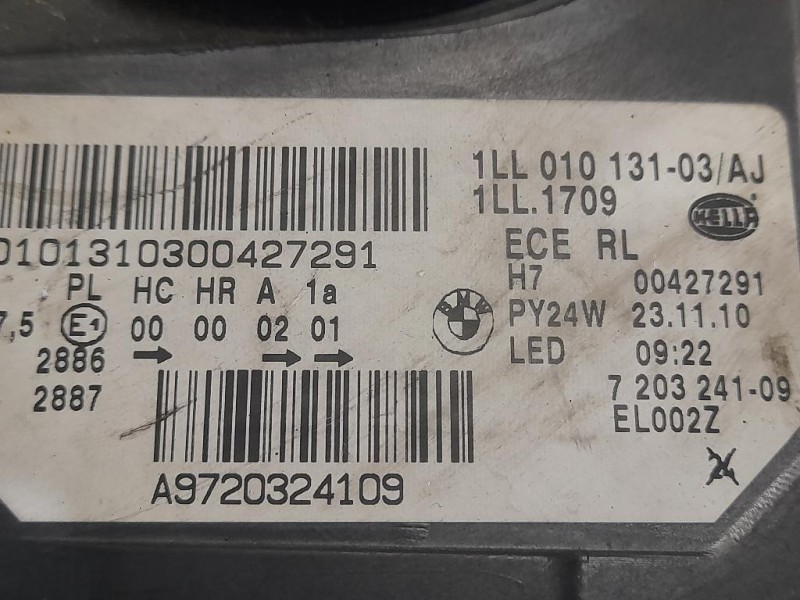 1LL 010 131-03/AJ
1LL.1709
HELLA
0101310300427291
ECE RL
PL HC HR A 1a
H7 00427291
7,5 E1 00 00 02 01
BMW
PY24W 23.11.10
2886
LED 09:22
2887
7 203 241-09
EL002Z
A9720324109